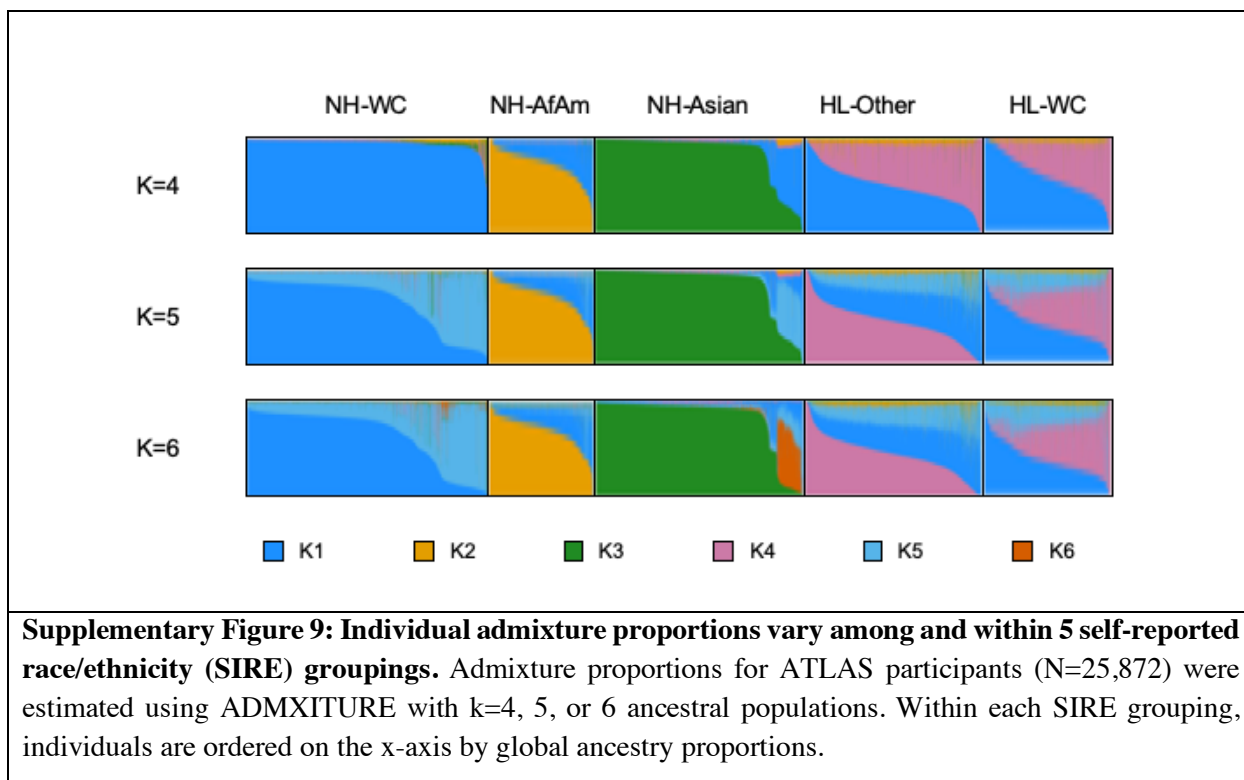 NH-WC NH-AfAm NH-Asian HL-Other HL-WC
K=4
K=5
K=6
K1 K2 K3 K4 K5 K6
Supplementary Figure 9: Individual admixture proportions vary among and within 5 self-reported
race/ethnicity (SIRE) groupings. Admixture proportions for ATLAS participants (N=25,872) were
estimated using ADMXITURE with k=4, 5, or 6 ancestral populations. Within each SIRE grouping,
individuals are ordered on the x-axis by global ancestry proportions.